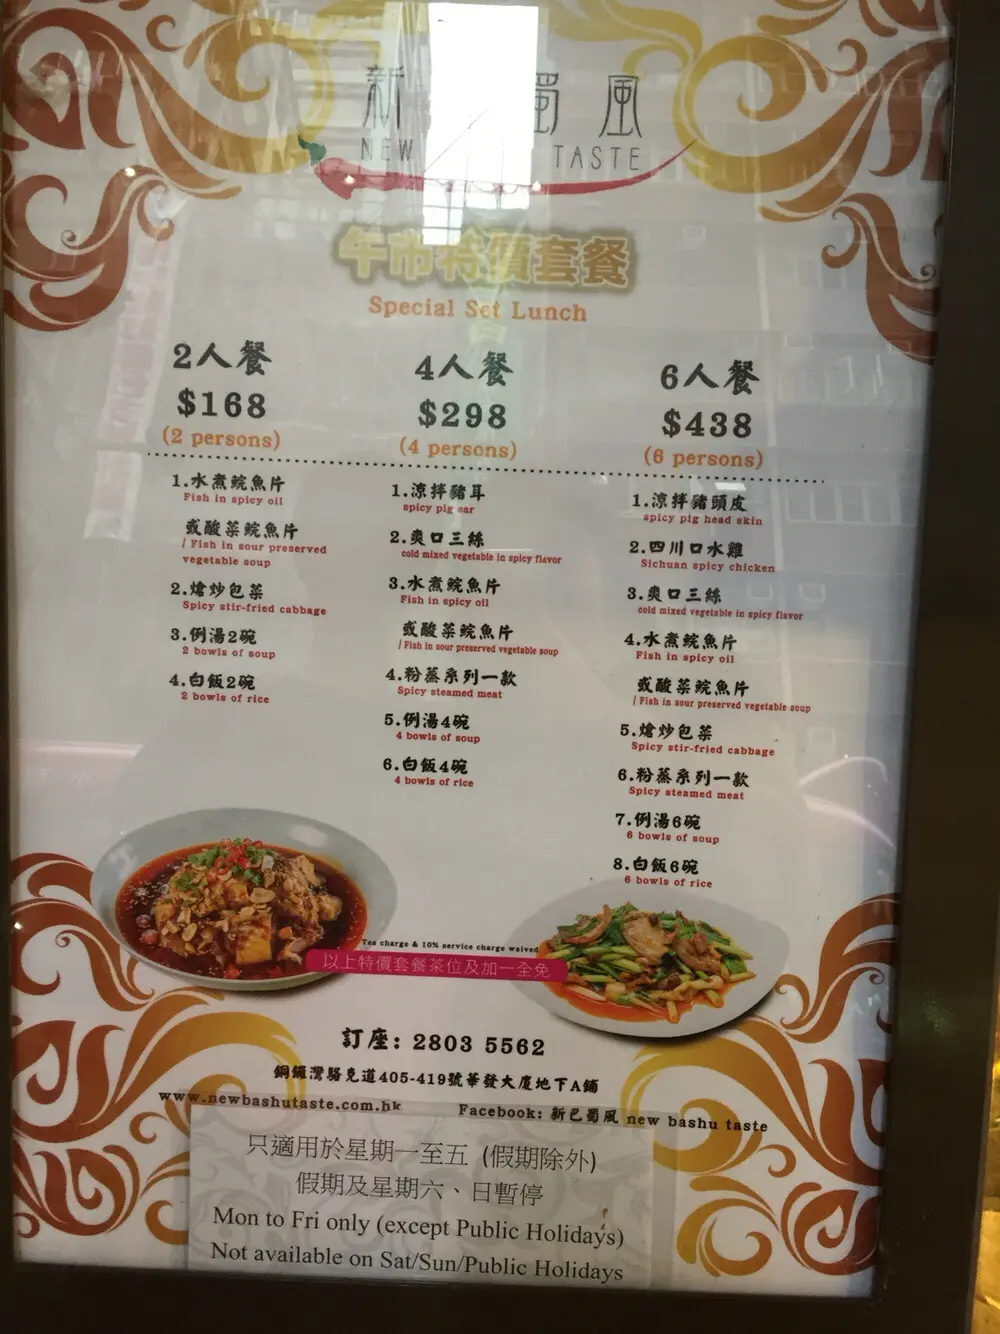 新 蜀 風
NEW TASTE
午市特價套餐
Special Set Lunch
2人餐
$168
(2 persons)
1.水煮鯇魚片
Fish in spicy oil
或酸菜鯇魚片
/ Fish in sour preserved
vegetable soup
2.熗炒包菜
Spicy stir-fried cabbage
3.例湯2碗
2 bowls of soup
4.白飯2碗
2 bowls of rice
4人餐
$298
(4 persons)
1.涼拌豬耳
spicy pig ear
2.爽口三絲
cold mixed vegetable in spicy flavor
3.水煮鯇魚片
Fish in spicy oil
或酸菜鯇魚片
/ Fish in sour preserved vegetable soup
4.粉蒸系列一款
Spicy steamed meat
5.例湯4碗
4 bowls of soup
6.白飯4碗
4 bowls of rice
6人餐
$438
(6 persons)
1.涼拌豬頭皮
spicy pig head skin
2.四川口水雞
Sichuan spicy chicken
3.爽口三絲
cold mixed vegetable in spicy flavor
4.水煮鯇魚片
Fish in spicy oil
或酸菜鯇魚片
/ Fish in sour preserved vegetable soup
5.熗炒包菜
Spicy stir-fried cabbage
6.粉蒸系列一款
Spicy steamed meat
7.例湯6碗
6 bowls of soup
8.白飯6碗
6 bowls of rice
Tea charge & 10% service charge waived
以上特價套餐茶位及加一全免
訂座: 2803 5562
銅鑼灣駱克道405-419號華發大廈地下A鋪
www.newbashutaste.com.hk Facebook: 新巴蜀風 new bashu taste
只適用於星期一至五 (假期除外)
假期及星期六、日暫停
Mon to Fri only (except Public Holidays)
Not available on Sat/Sun/Public Holidays